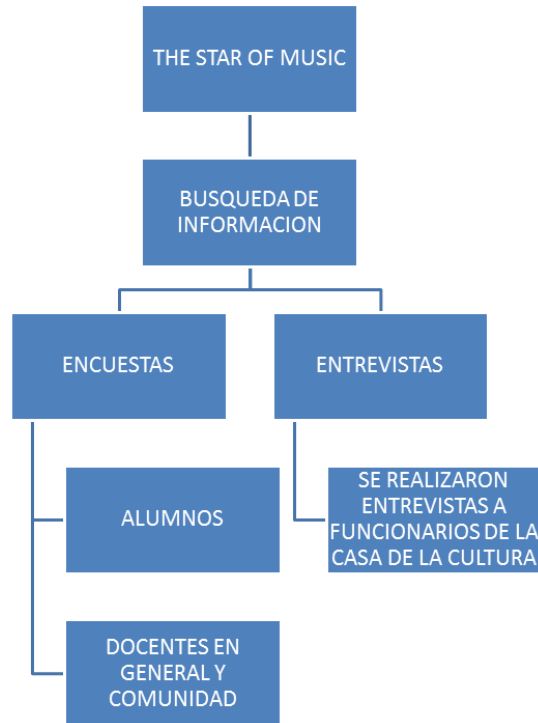 THE STAR OF MUSIC
BUSQUEDA DE
INFORMACION
ENCUESTAS
ENTREVISTAS
ALUMNOS
SE REALIZARON
ENTREVISTAS A
FUNCIONARIOS DE LA
CASA DE LA CULTURA
DOCENTES EN
GENERAL Y
COMUNIDAD